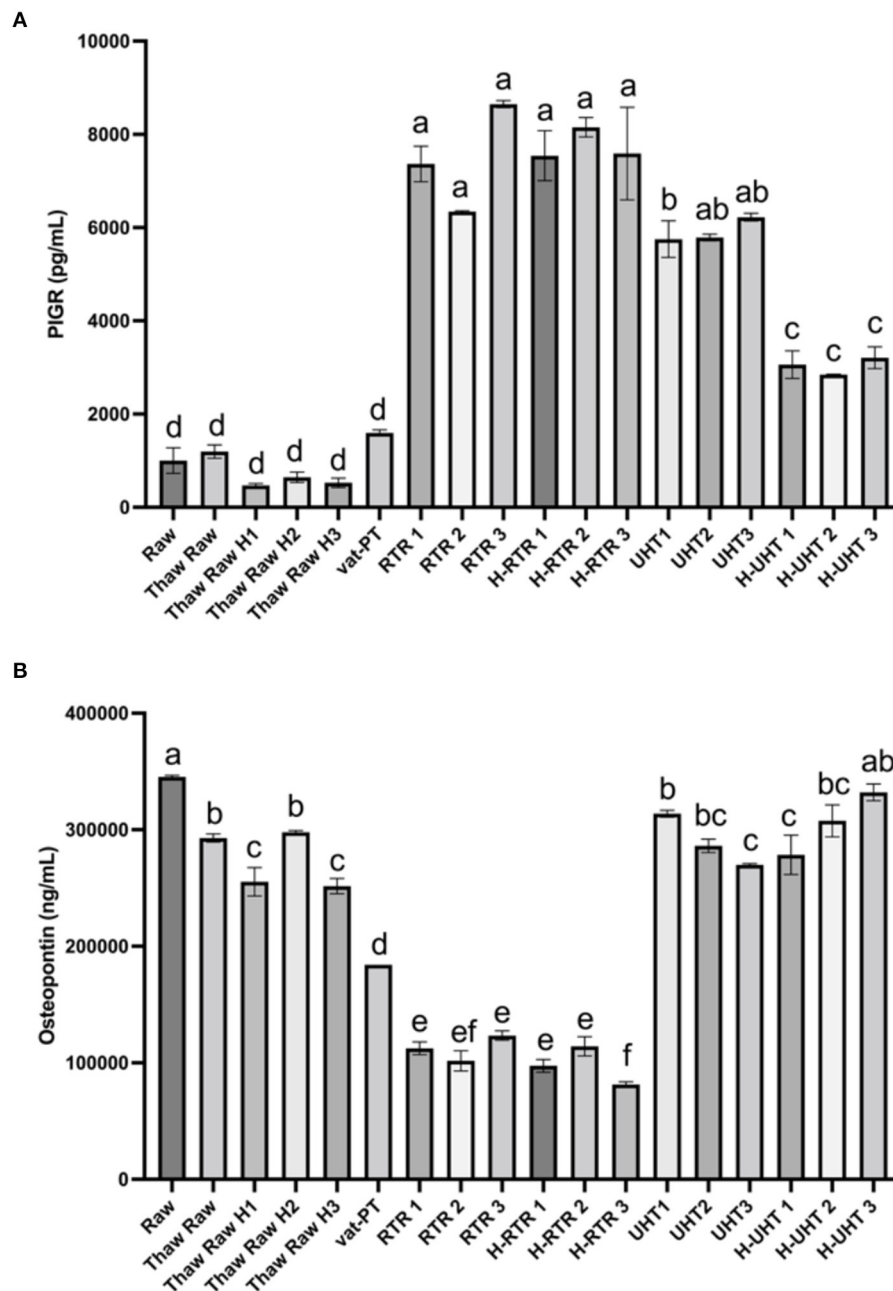 A
PIGR (pg/mL)
10000
8000
6000
4000
2000
0
d d d d d d a a a a a a b ab ab c c c
Raw
Thaw Raw
Thaw Raw H1
Thaw Raw H2
Thaw Raw H3
vat-PT
RTR 1
RTR 2
RTR 3
H-RTR 1
H-RTR 2
H-RTR 3
UHT1
UHT2
UHT3
H-UHT 1
H-UHT 2
H-UHT 3
B
Osteopontin (ng/mL)
400000
300000
200000
100000
0
a b c b c d e ef e e e f b bc c c bc ab
Raw
Thaw Raw
Thaw Raw H1
Thaw Raw H2
Thaw Raw H3
vat-PT
RTR 1
RTR 2
RTR 3
H-RTR 1
H-RTR 2
H-RTR 3
UHT1
UHT2
UHT3
H-UHT 1
H-UHT 2
H-UHT 3